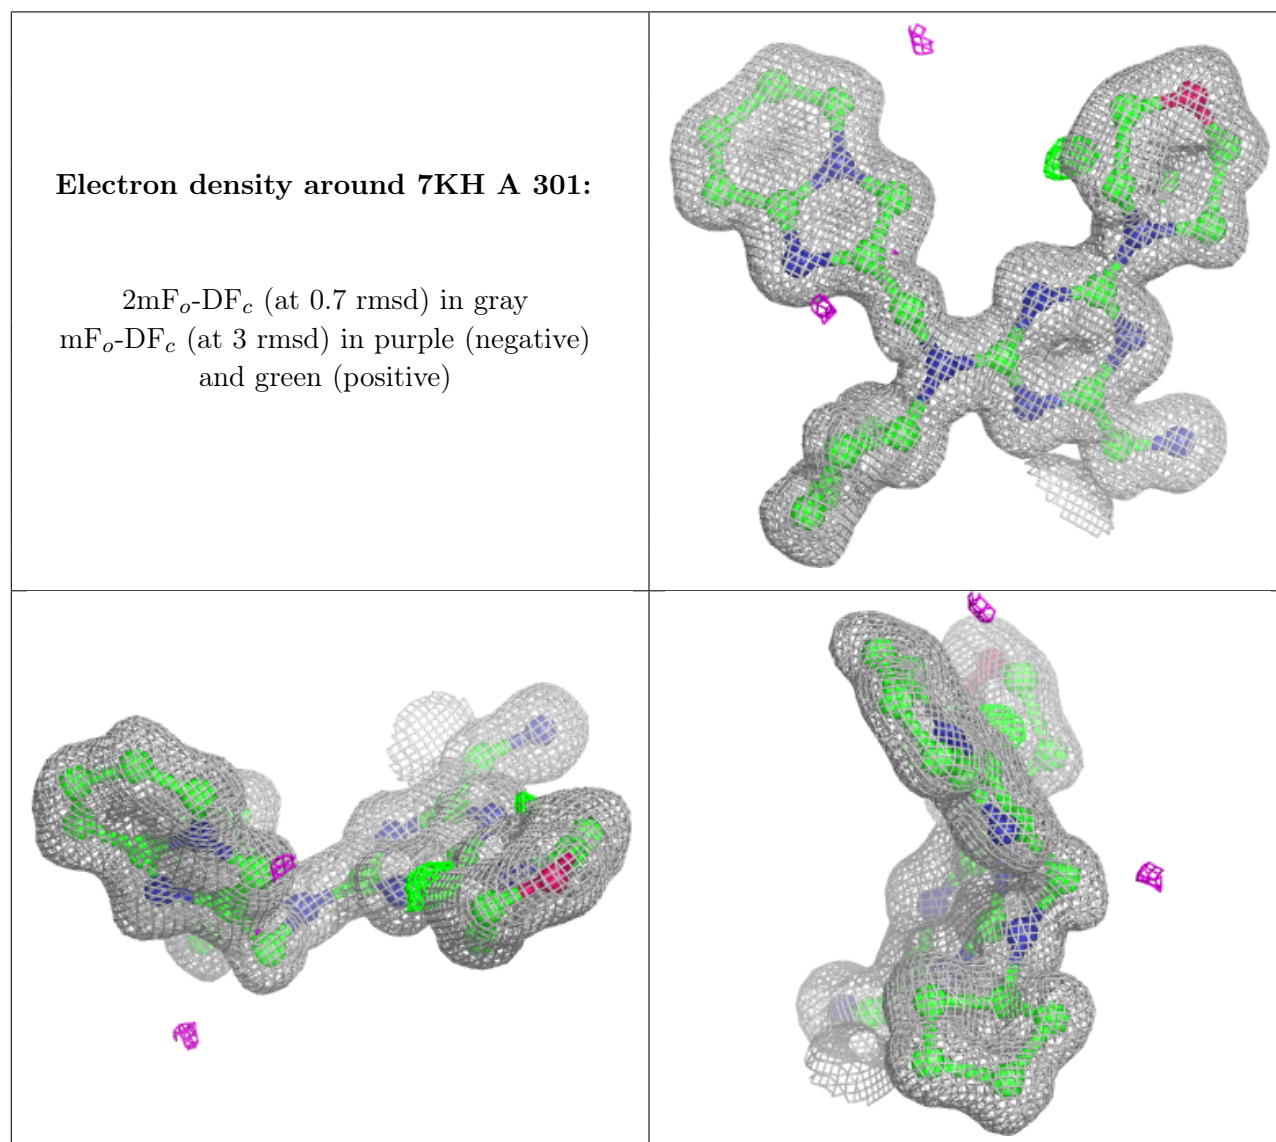 Electron density around 7KH A 301:
2mFo-DFc (at 0.7 rmsd) in gray
mFo-DFc (at 3 rmsd) in purple (negative)
and green (positive)